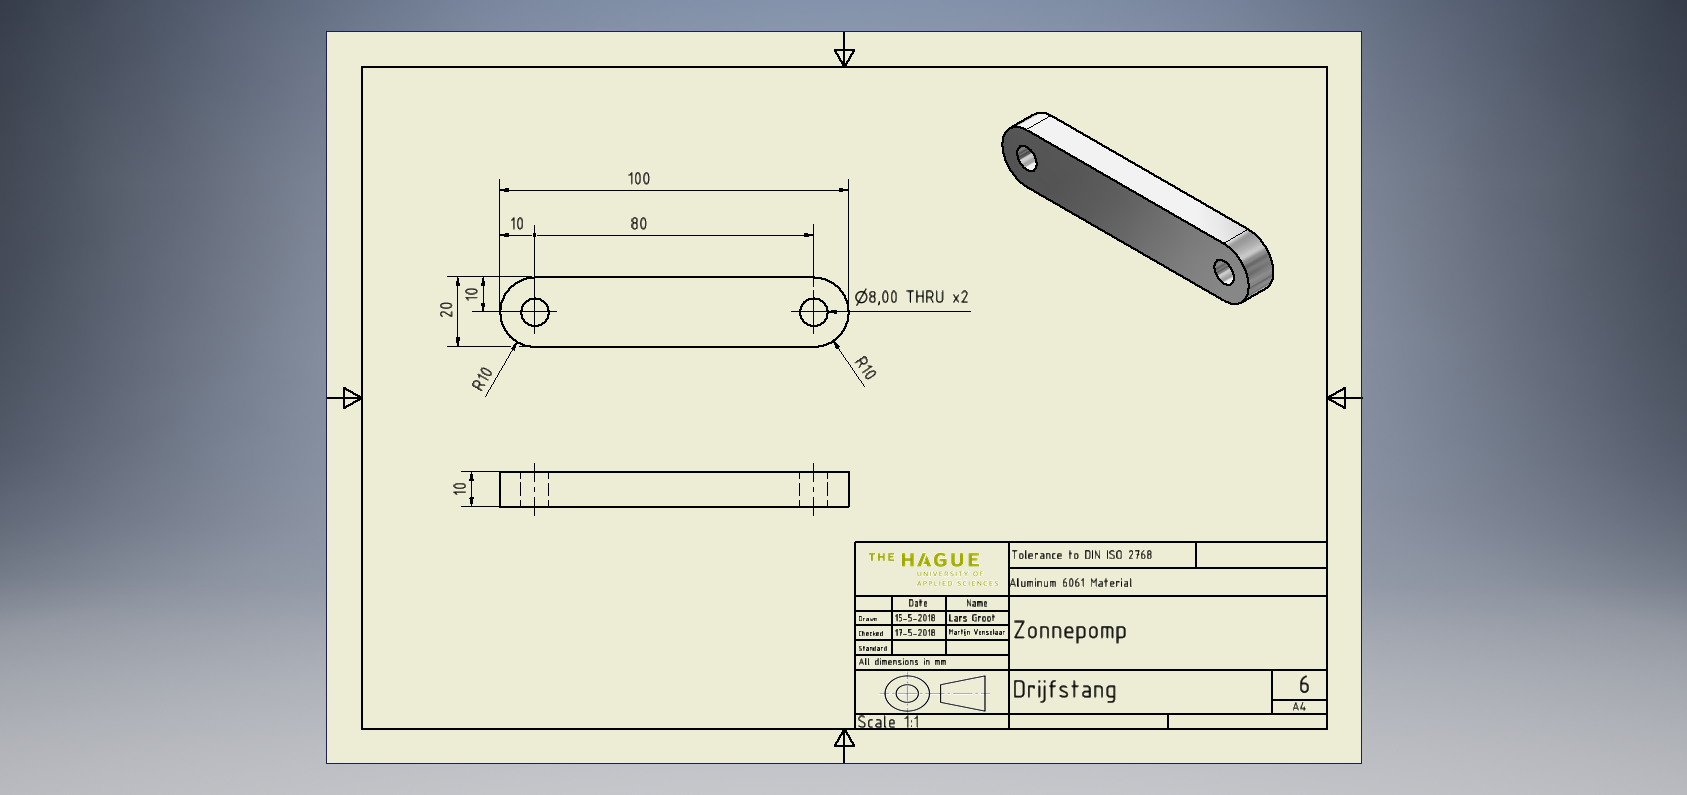 100
10 80
10
20
Ø8,00 THRU x2
R10
R10
10
THE HAGUE
UNIVERSITY OF
APPLIED SCIENCES
Tolerance to DIN ISO 2768
Aluminum 6061 Material
Date Name
Drawn 15-5-2018 Lars Groot
Checked 17-5-2018 Martijn Venselaar
Standard
All dimensions in mm
Zonnepomp
Drijfstang
6
A4
Scale 1:1